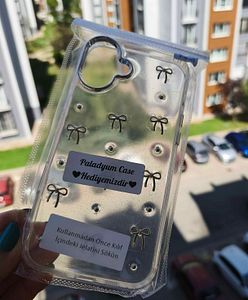 Paladyum Case
♥Hediyemizdir♥
Kullanmadan Önce Kılıf
İçindeki Jelatini Sökün